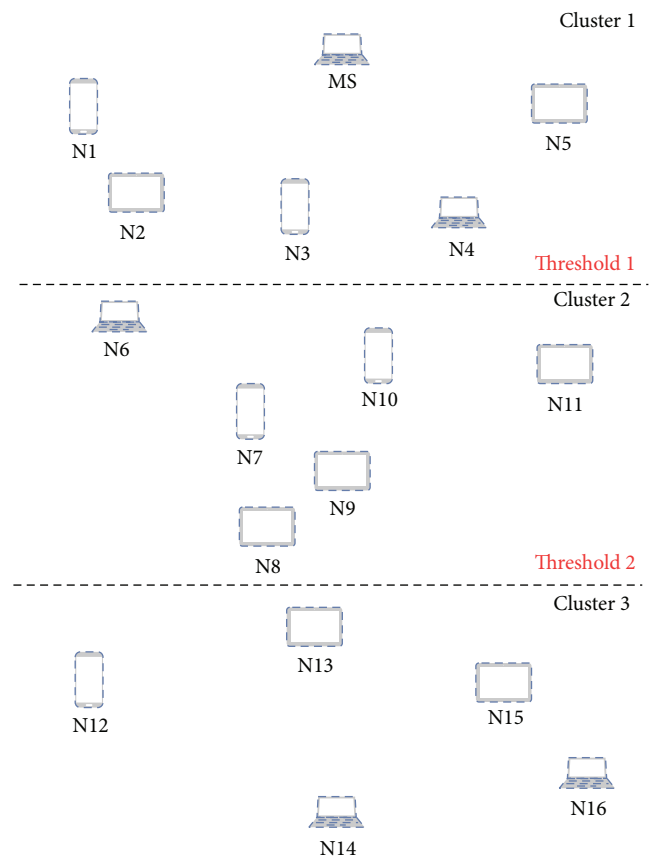 Cluster 1
MS
N1
N5
N2
N3
N4
Threshold 1
Cluster 2
N6
N10
N11
N7
N9
N8
Threshold 2
Cluster 3
N13
N12
N15
N16
N14